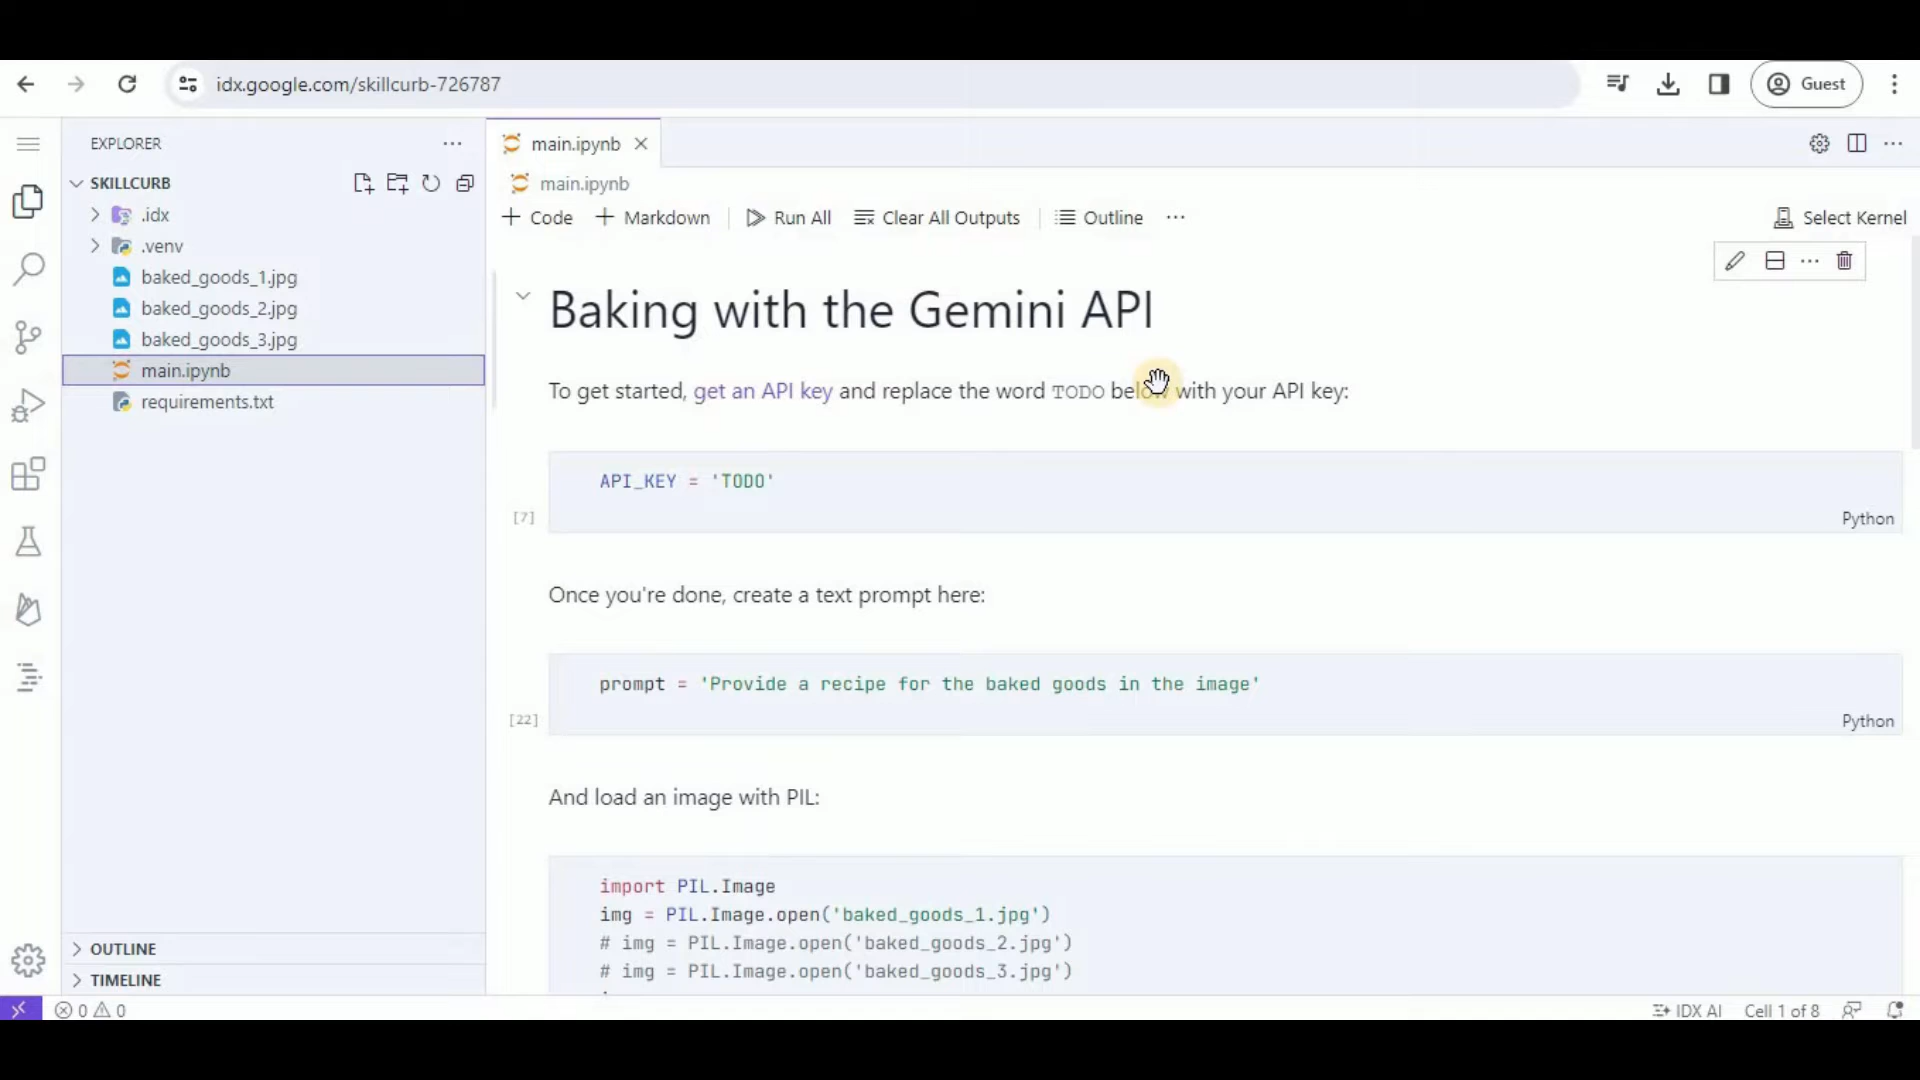 idx.google.com/skillcurb-726787
Guest
EXPLORER
main.ipynb
SKILLCURB
.idx
.venv
baked_goods_1.jpg
baked_goods_2.jpg
baked_goods_3.jpg
main.ipynb
requirements.txt
OUTLINE
TIMELINE
main.ipynb
Code
Markdown
Run All
Clear All Outputs
Outline
Select Kernel
Baking with the Gemini API
To get started, get an API key and replace the word TODO below with your API key:
API_KEY = 'TODO'
[7]
Python
Once you're done, create a text prompt here:
prompt = 'Provide a recipe for the baked goods in the image'
[22]
Python
And load an image with PIL:
import PIL.Image
img = PIL.Image.open('baked_goods_1.jpg')
# img = PIL.Image.open('baked_goods_2.jpg')
# img = PIL.Image.open('baked_goods_3.jpg')
0 0
IDX AI
Cell 1 of 8